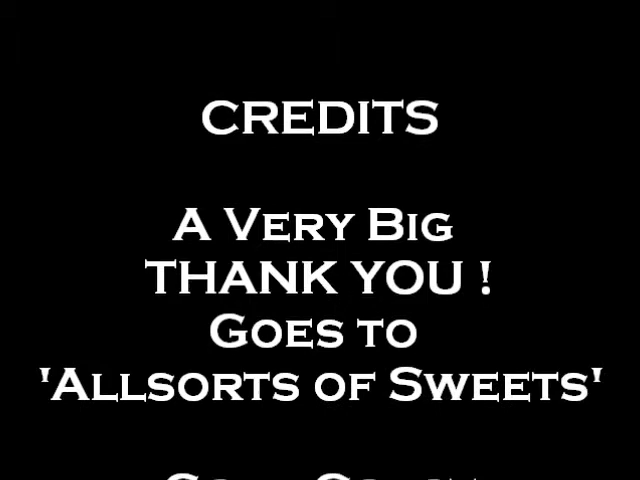 CREDITS
A VERY BIG
THANK YOU !
GOES TO
'ALLSORTS OF SWEETS'